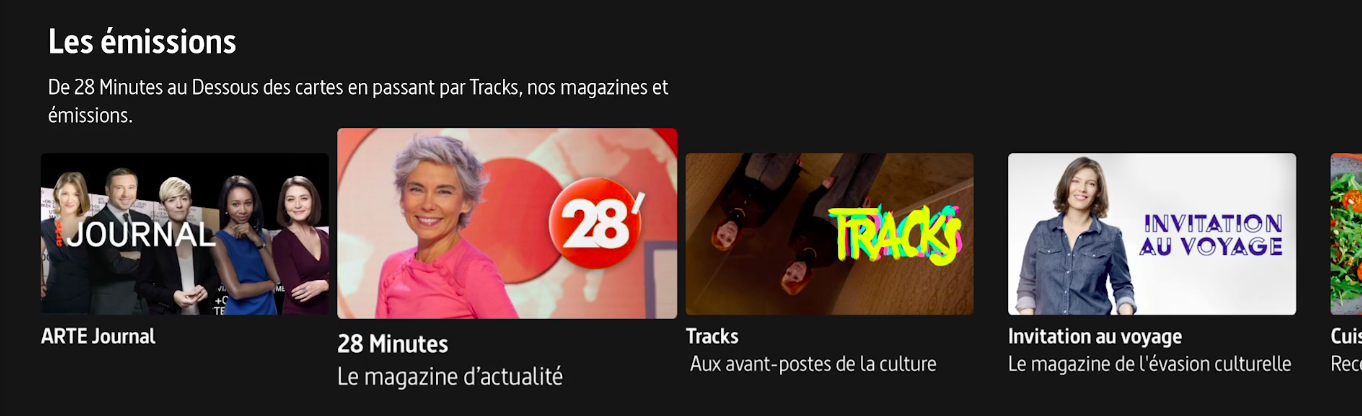 Les émissions
De 28 Minutes au Dessous des cartes en passant par Tracks, nos magazines et
émissions.
arte JOURNAL
28'
TRACKS
INVITATION
AU VOYAGE
ARTE Journal
28 Minutes
Le magazine d’actualité
Tracks
Aux avant-postes de la culture
Invitation au voyage
Le magazine de l'évasion culturelle